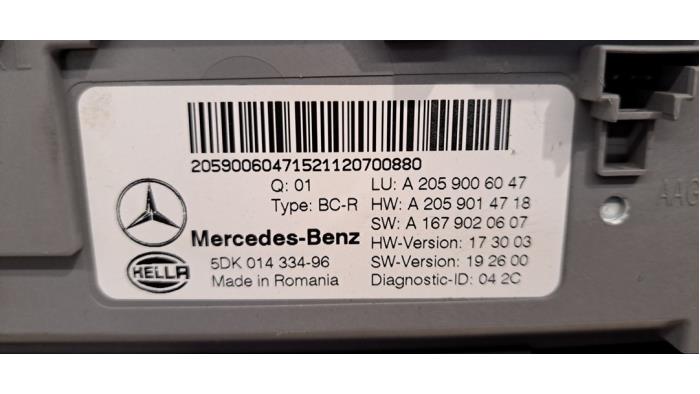 2059006047152112070088​0
Q: 01 LU: A 205 900 60 47
Type: BC-R HW: A 205 901 47 18
SW: A 167 902 06 07
Mercedes-Benz HW-Version: 17 30 03
HELLA 5DK 014 334-96 SW-Version: 19 26 00
Made in Romania Diagnostic-ID: 04 2C